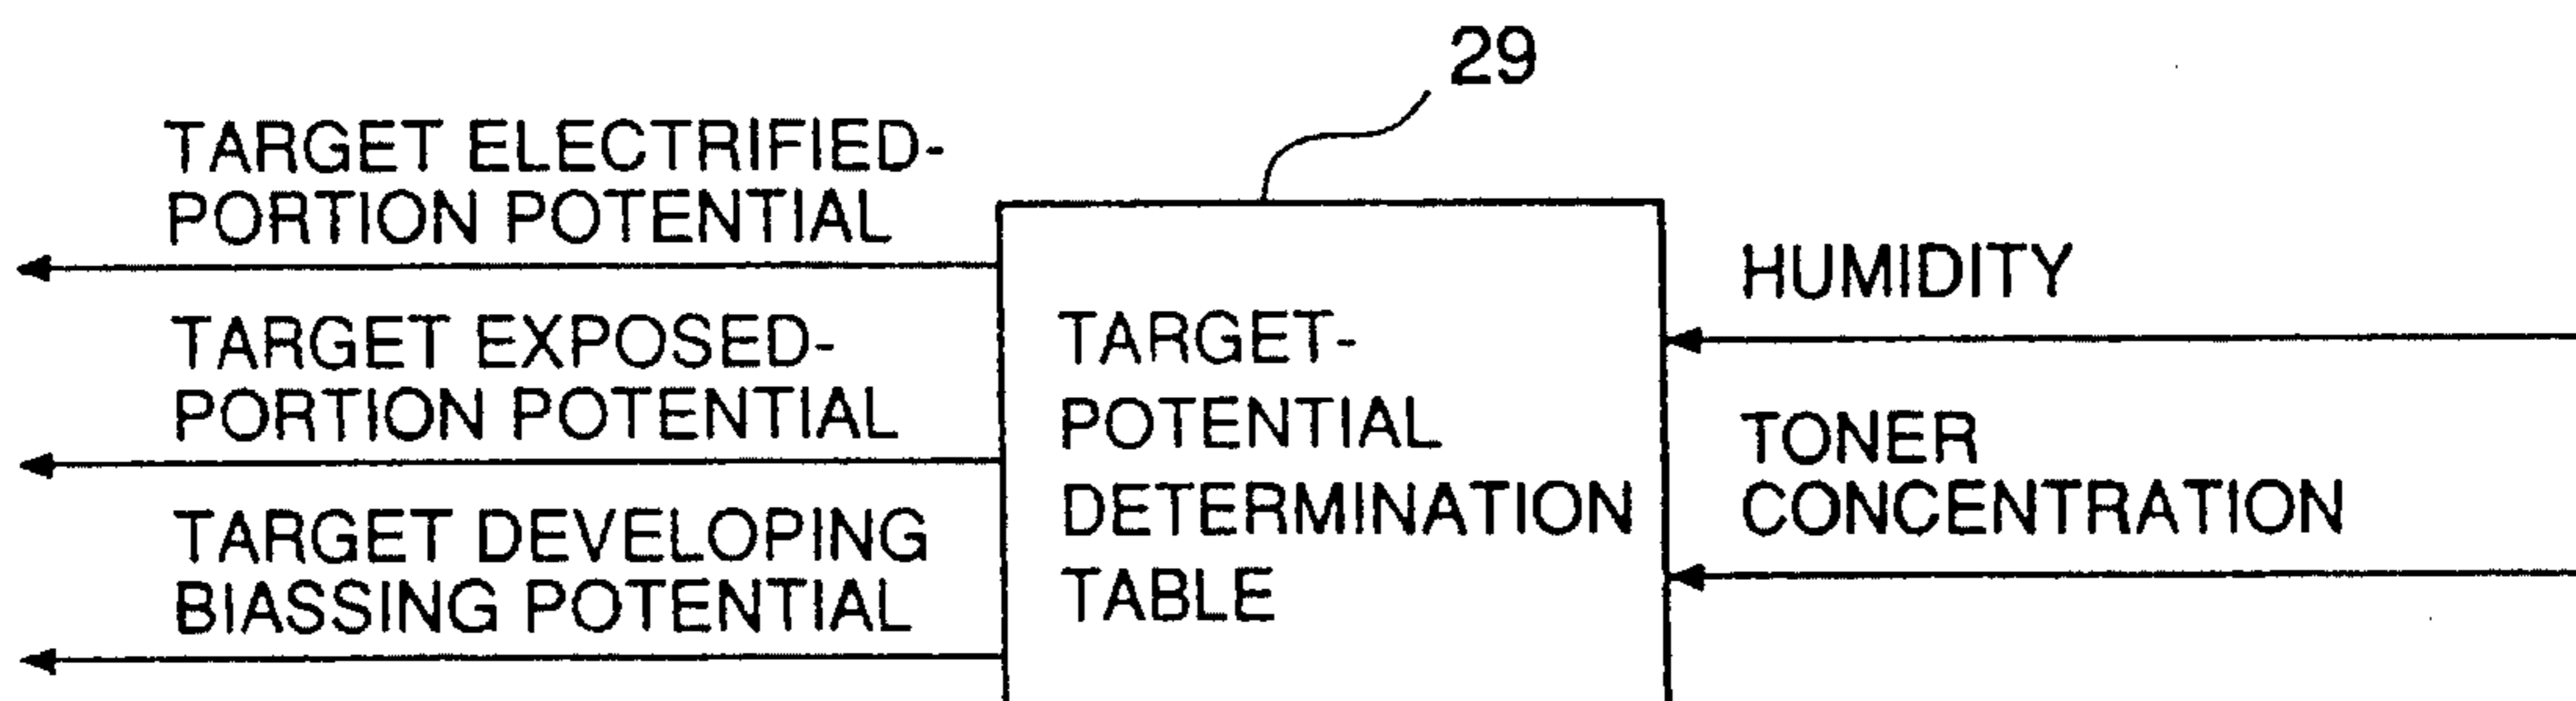 29
TARGET ELECTRIFIED-
PORTION POTENTIAL
TARGET EXPOSED-
PORTION POTENTIAL
TARGET DEVELOPING
BIASSING POTENTIAL
TARGET-
POTENTIAL
DETERMINATION
TABLE
HUMIDITY
TONER
CONCENTRATION